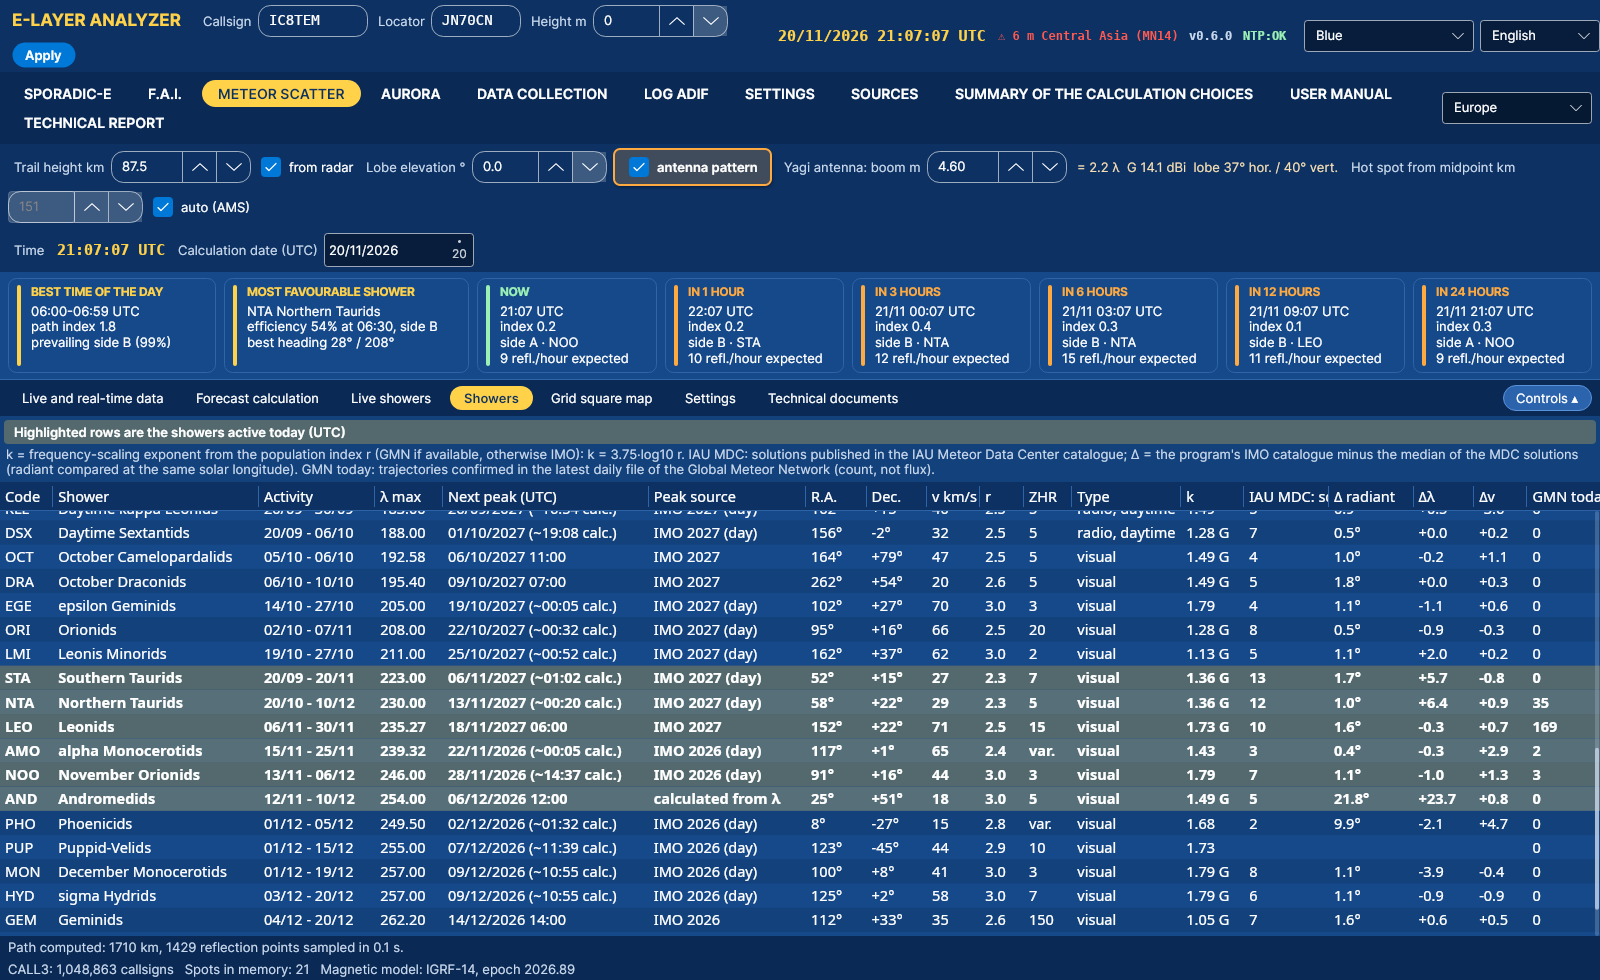 E-LAYER ANALYZER Callsign IC8TEM Locator JN70CN Height m 0
20/11/2026 21:07:07 UTC ⚠ 6 m Central Asia (MN14) v0.6.0 NTP:OK Blue English
Apply
SPORADIC-E F.A.I. METEOR SCATTER AURORA DATA COLLECTION LOG ADIF SETTINGS SOURCES SUMMARY OF THE CALCULATION CHOICES USER MANUAL
TECHNICAL REPORT
Europe
Trail height km 87.5 from radar Lobe elevation ° 0.0 antenna pattern Yagi antenna: boom m 4.60 = 2.2 λ G 14.1 dBi lobe 37° hor. / 40° vert. Hot spot from midpoint km
151 auto (AMS)
Time 21:07:07 UTC Calculation date (UTC) 20/11/2026 20
BEST TIME OF THE DAY
06:00-06:59 UTC
path index 1.8
prevailing side B (99%)
MOST FAVOURABLE SHOWER
NTA Northern Taurids
efficiency 54% at 06:30, side B
best heading 28° / 208°
NOW
21:07 UTC
index 0.2
side A · NOO
9 refl./hour expected
IN 1 HOUR
22:07 UTC
index 0.2
side B · STA
10 refl./hour expected
IN 3 HOURS
21/11 00:07 UTC
index 0.4
side B · NTA
12 refl./hour expected
IN 6 HOURS
21/11 03:07 UTC
index 0.3
side B · NTA
15 refl./hour expected
IN 12 HOURS
21/11 09:07 UTC
index 0.1
side B · LEO
11 refl./hour expected
IN 24 HOURS
21/11 21:07 UTC
index 0.3
side A · NOO
9 refl./hour expected
Live and real-time data Forecast calculation Live showers Showers Grid square map Settings Technical documents Controls ▴
Highlighted rows are the showers active today (UTC)
k = frequency-scaling exponent from the population index r (GMN if available, otherwise IMO): k = 3.75·log10 r. IAU MDC: solutions published in the IAU Meteor Data Center catalogue; Δ = the program's IMO catalogue minus the median of the MDC solutions
(radiant compared at the same solar longitude). GMN today: trajectories confirmed in the latest daily file of the Global Meteor Network (count, not flux).
Code Shower Activity λ max Next peak (UTC) Peak source R.A. Dec. v km/s r ZHR Type k IAU MDC: Δ radiant Δλ Δv GMN
DSX Daytime Sextantids 20/09 - 06/10 188.00 01/10/2027 (~19:08 calc.) IMO 2027 (day) 156° -2° 32 2.5 5 radio, daytime 1.28 G 7 0.5° +0.0 +0.2 0
OCT October Camelopardalids 05/10 - 06/10 192.58 06/10/2027 11:00 IMO 2027 164° +79° 47 2.5 5 visual 1.49 G 4 1.0° -0.2 +1.1 0
DRA October Draconids 06/10 - 10/10 195.40 09/10/2027 07:00 IMO 2027 262° +54° 20 2.6 5 visual 1.49 G 5 1.8° +0.0 +0.3 0
EGE epsilon Geminids 14/10 - 27/10 205.00 19/10/2027 (~00:05 calc.) IMO 2027 (day) 102° +27° 70 3.0 3 visual 1.79 4 1.1° -1.1 +0.6 0
ORI Orionids 02/10 - 07/11 208.00 22/10/2027 (~00:32 calc.) IMO 2027 (day) 95° +16° 66 2.5 20 visual 1.28 G 8 0.5° -0.9 -0.3 0
LMI Leonis Minorids 19/10 - 27/10 211.00 25/10/2027 (~00:52 calc.) IMO 2027 (day) 162° +37° 62 3.0 2 visual 1.13 G 5 1.1° +2.0 +0.2 0
STA Southern Taurids 20/09 - 20/11 223.00 06/11/2027 (~01:02 calc.) IMO 2027 (day) 52° +15° 27 2.3 7 visual 1.36 G 13 1.7° +5.7 -0.8 0
NTA Northern Taurids 20/10 - 10/12 230.00 13/11/2027 (~00:20 calc.) IMO 2027 (day) 58° +22° 29 2.3 5 visual 1.36 G 12 1.0° +6.4 +0.9 35
LEO Leonids 06/11 - 30/11 235.27 18/11/2027 06:00 IMO 2027 152° +22° 71 2.5 15 visual 1.73 G 10 1.6° -0.3 +0.7 169
AMO alpha Monocerotids 15/11 - 25/11 239.32 22/11/2026 (~00:05 calc.) IMO 2026 (day) 117° +1° 65 2.4 var. visual 1.43 3 0.4° -0.3 +2.9 2
NOO November Orionids 13/11 - 06/12 246.00 28/11/2026 (~14:37 calc.) IMO 2026 (day) 91° +16° 44 3.0 3 visual 1.79 7 1.1° -1.0 +1.3 3
AND Andromedids 12/11 - 10/12 254.00 06/12/2026 12:00 calculated from λ 25° +51° 18 3.0 5 visual 1.49 G 5 21.8° +23.7 +0.8 0
PHO Phoenicids 01/12 - 05/12 249.50 02/12/2026 (~01:32 calc.) IMO 2026 (day) 8° -27° 15 2.8 var. visual 1.68 2 9.9° -2.1 +4.7 0
PUP Puppid-Velids 01/12 - 15/12 255.00 07/12/2026 (~11:39 calc.) IMO 2026 (day) 123° -45° 44 2.9 10 visual 1.73 0
MON December Monocerotids 01/12 - 19/12 257.00 09/12/2026 (~10:55 calc.) IMO 2026 (day) 100° +8° 41 3.0 3 visual 1.79 G 8 1.1° -3.9 -0.4 0
HYD sigma Hydrids 03/12 - 20/12 257.00 09/12/2026 (~10:55 calc.) IMO 2026 (day) 125° +2° 58 3.0 7 visual 1.79 G 6 1.1° -0.9 -0.9 0
GEM Geminids 04/12 - 20/12 262.20 14/12/2026 14:00 IMO 2026 112° +33° 35 2.6 150 visual 1.05 G 7 1.6° +0.6 +0.5 0
Path computed: 1710 km, 1429 reflection points sampled in 0.1 s.
CALL3: 1,048,863 callsigns Spots in memory: 21 Magnetic model: IGRF-14, epoch 2026.89